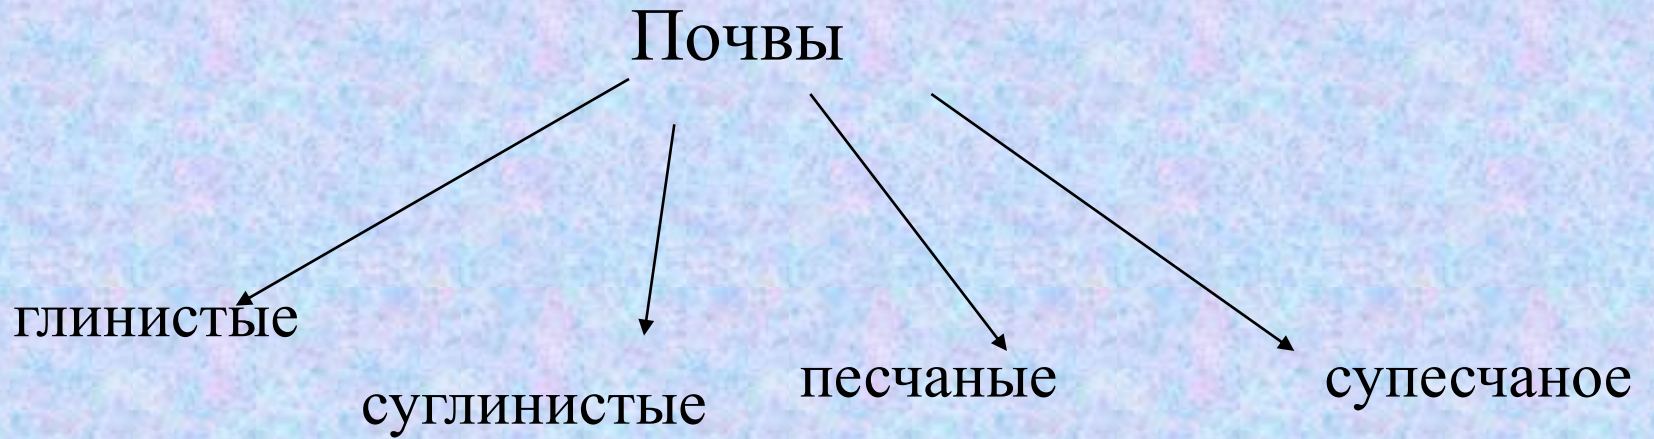 Почвы
глинистые
суглинистые
песчаные
супесчаное